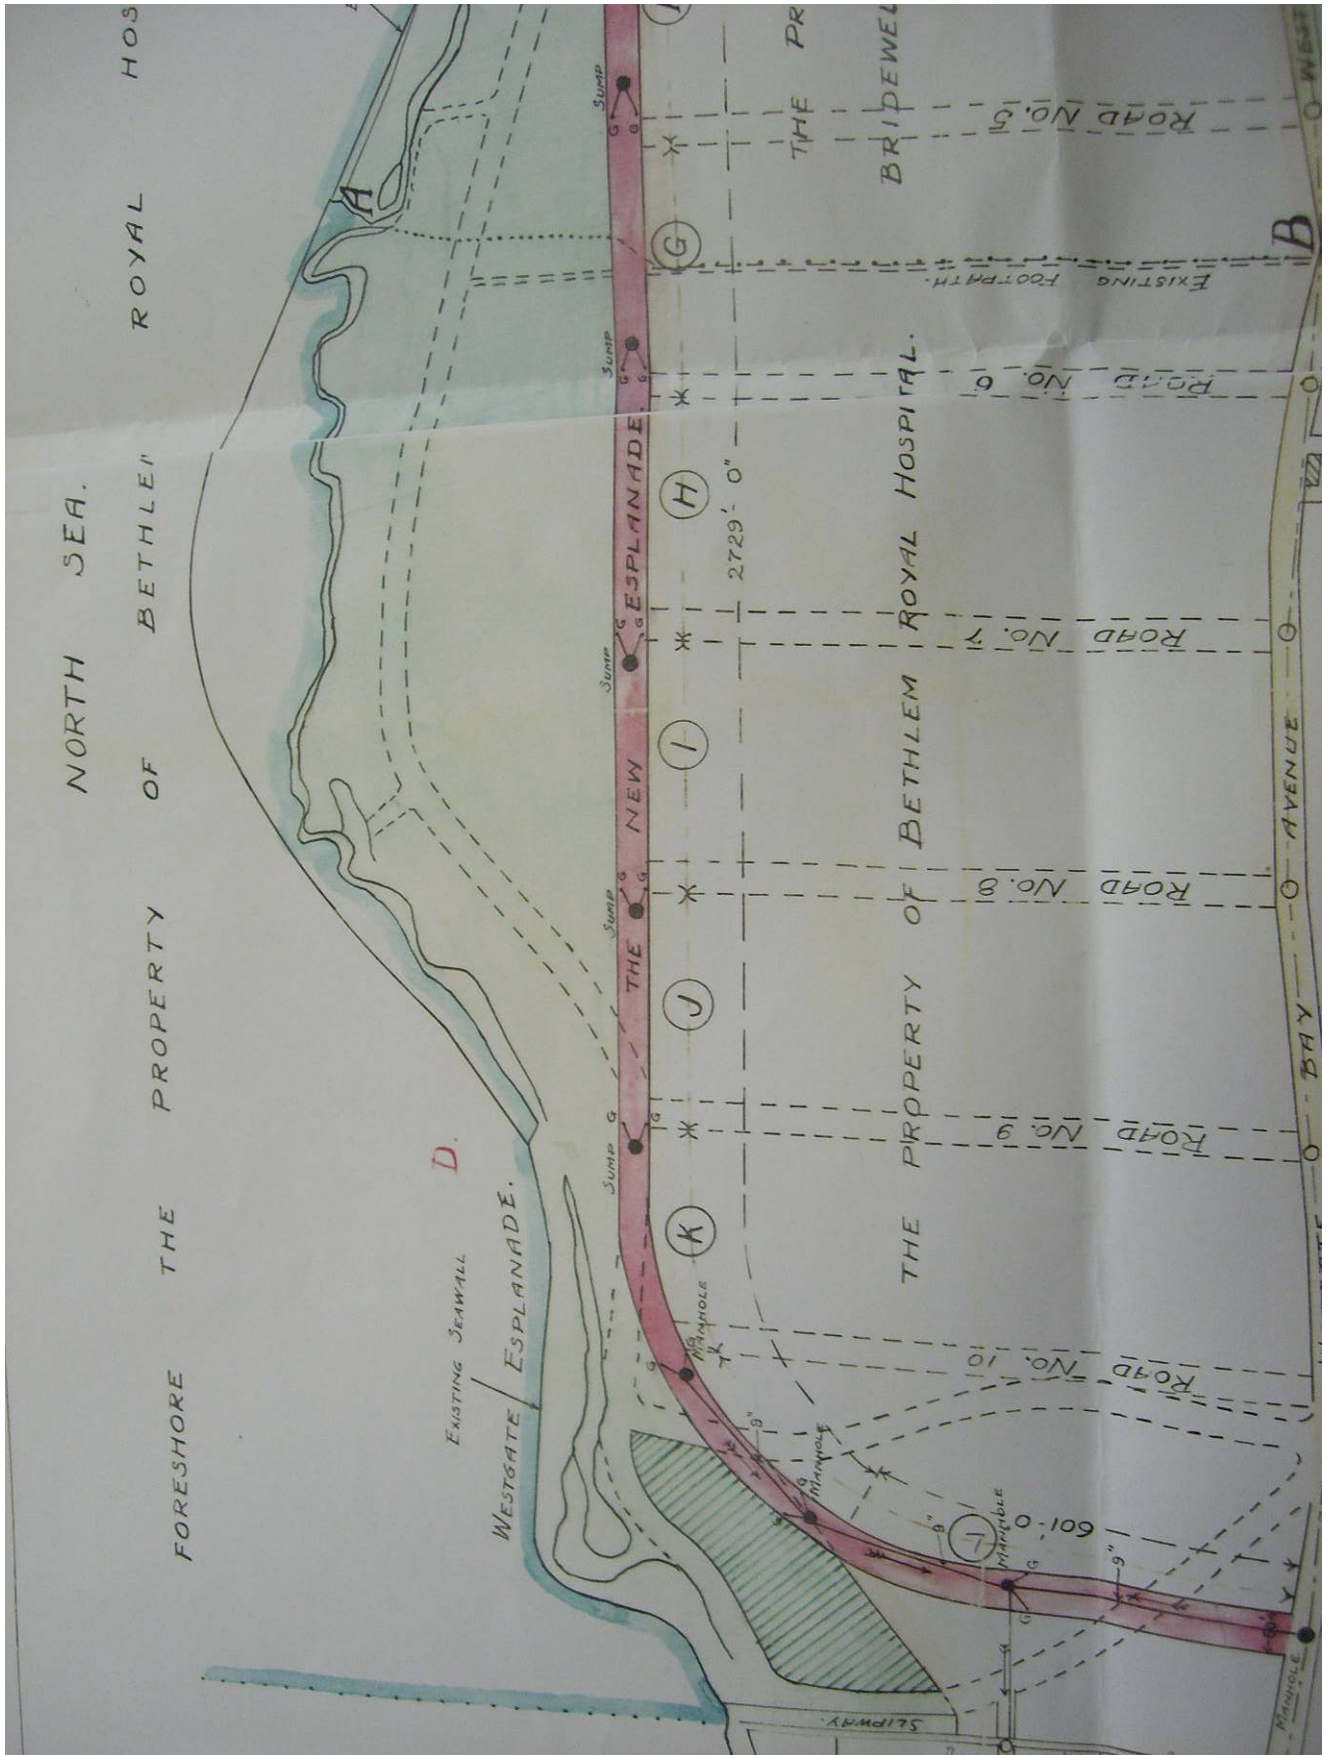 NORTH SEA.
FORESHORE THE PROPERTY OF BETHLEM ROYAL HOS
EXISTING SEAWALL
WESTGATE ESPLANADE.
D.
A
THE NEW ESPLANADE.
SUMP
G
G
SUMP
G
G
SUMP
G
G
SUMP
G
G
SUMP
G
G
K
J
I
H
G
2729'- 0"
THE PROPERTY OF BETHLEM ROYAL HOSPITAL.
THE PR
BRIDEWEL
ROAD No. 5
EXISTING FOOTPATH.
B
ROAD No. 6
ROAD No. 7
ROAD No. 8
ROAD No. 9
ROAD No. 10
MANHOLE
G
G
9"
MANHOLE
G
G
9"
L
MANHOLE
G
G
601'-0
9"
60'
MANHOLE
SLIPWAY.
BAY AVENUE
WEST